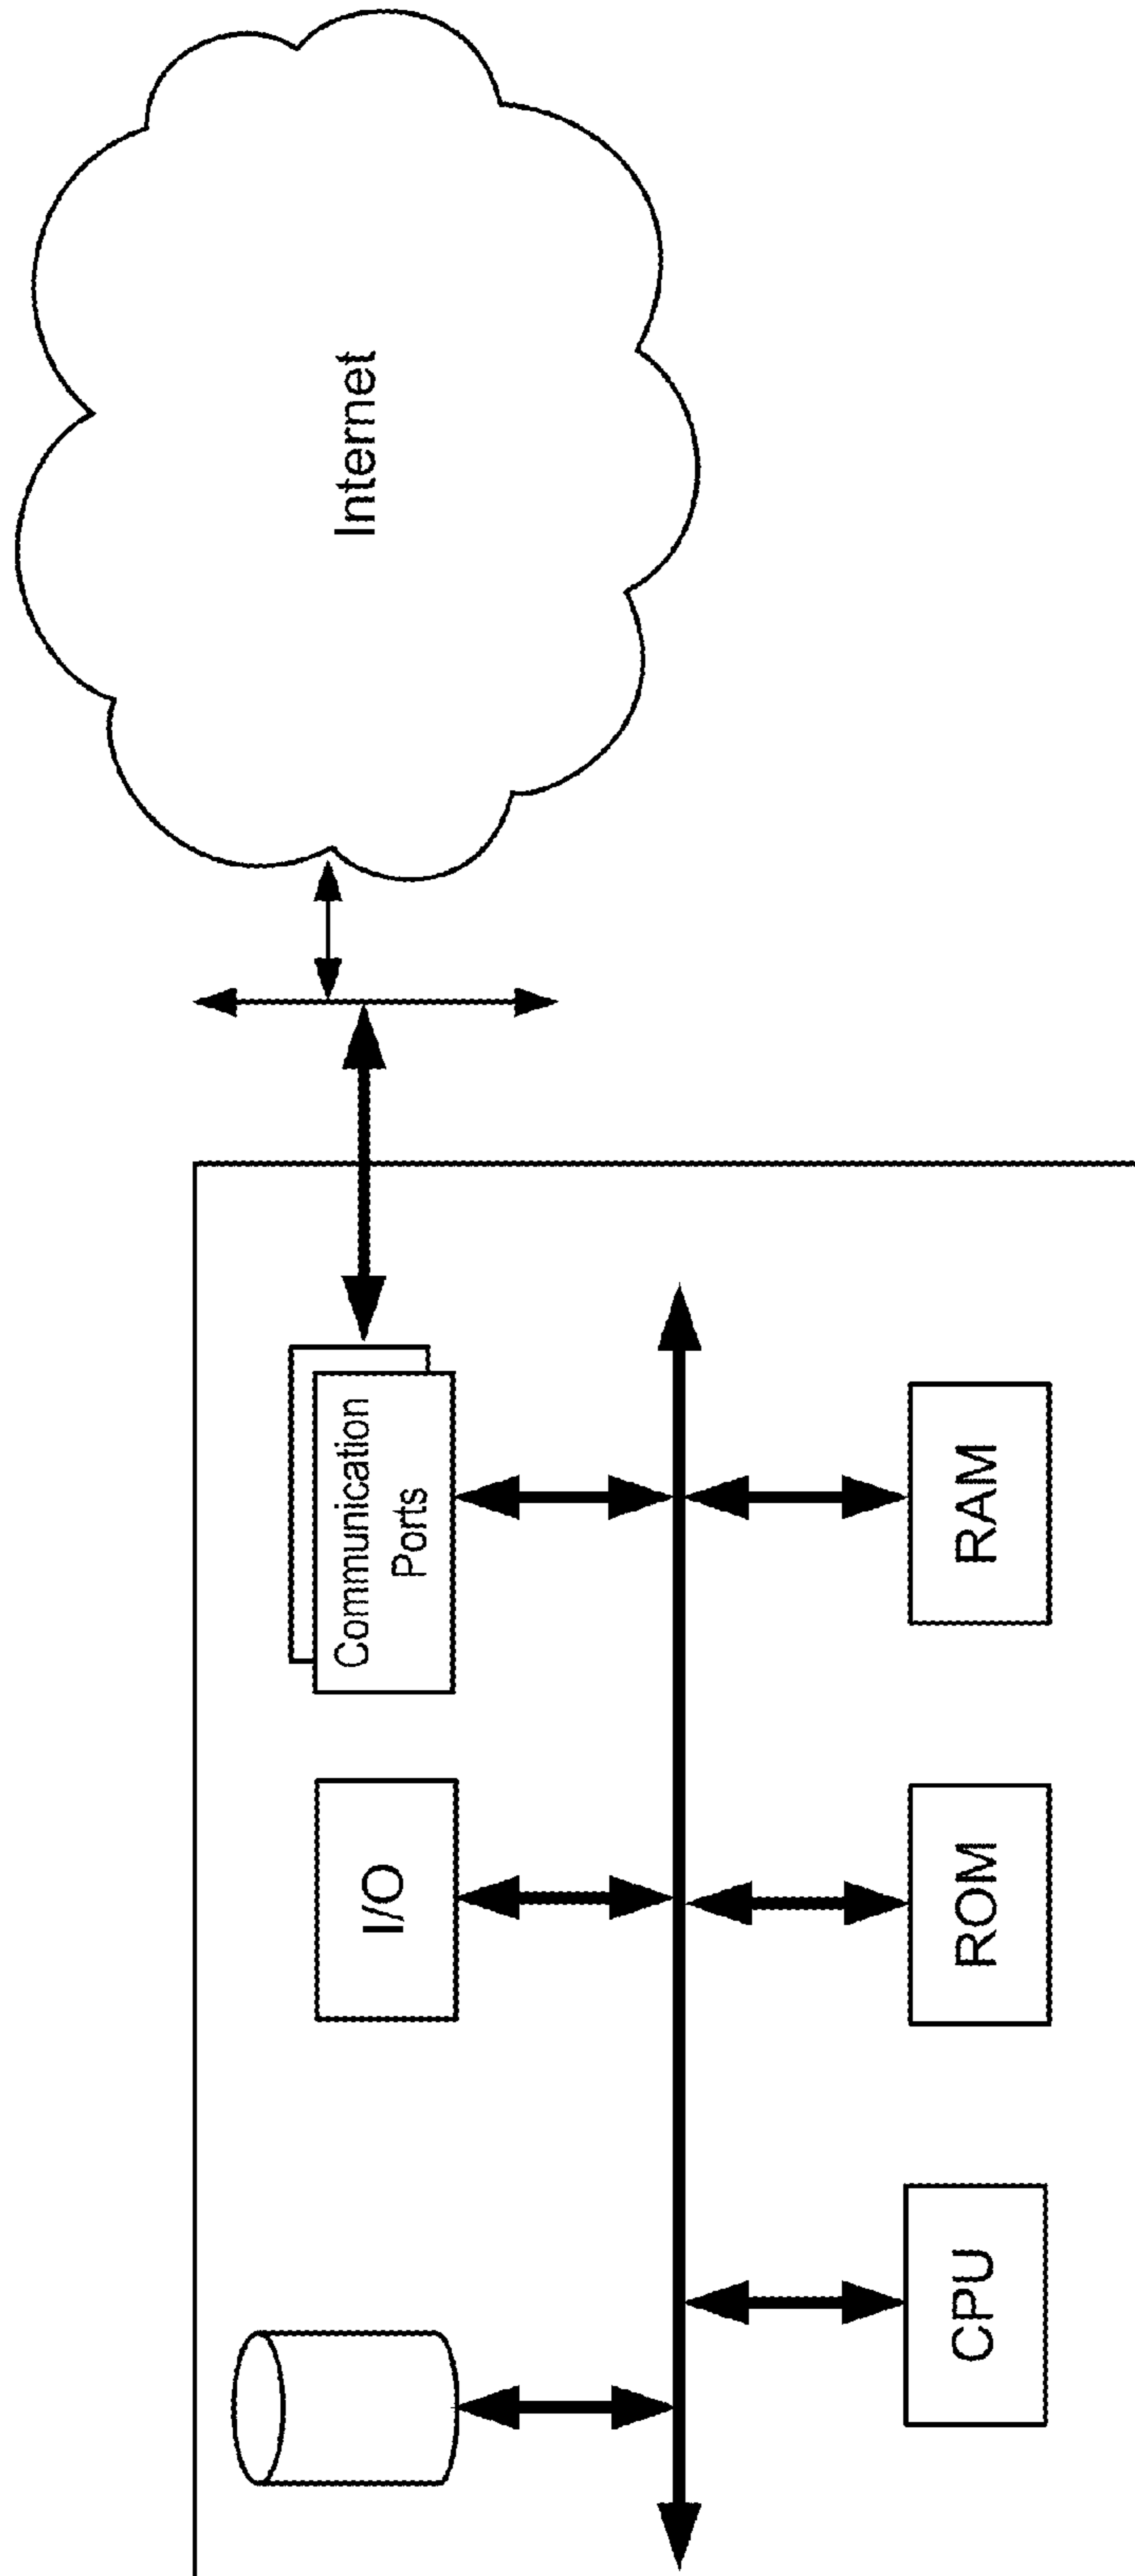 Internet
Communication
Ports
I/O
RAM
ROM
CPU